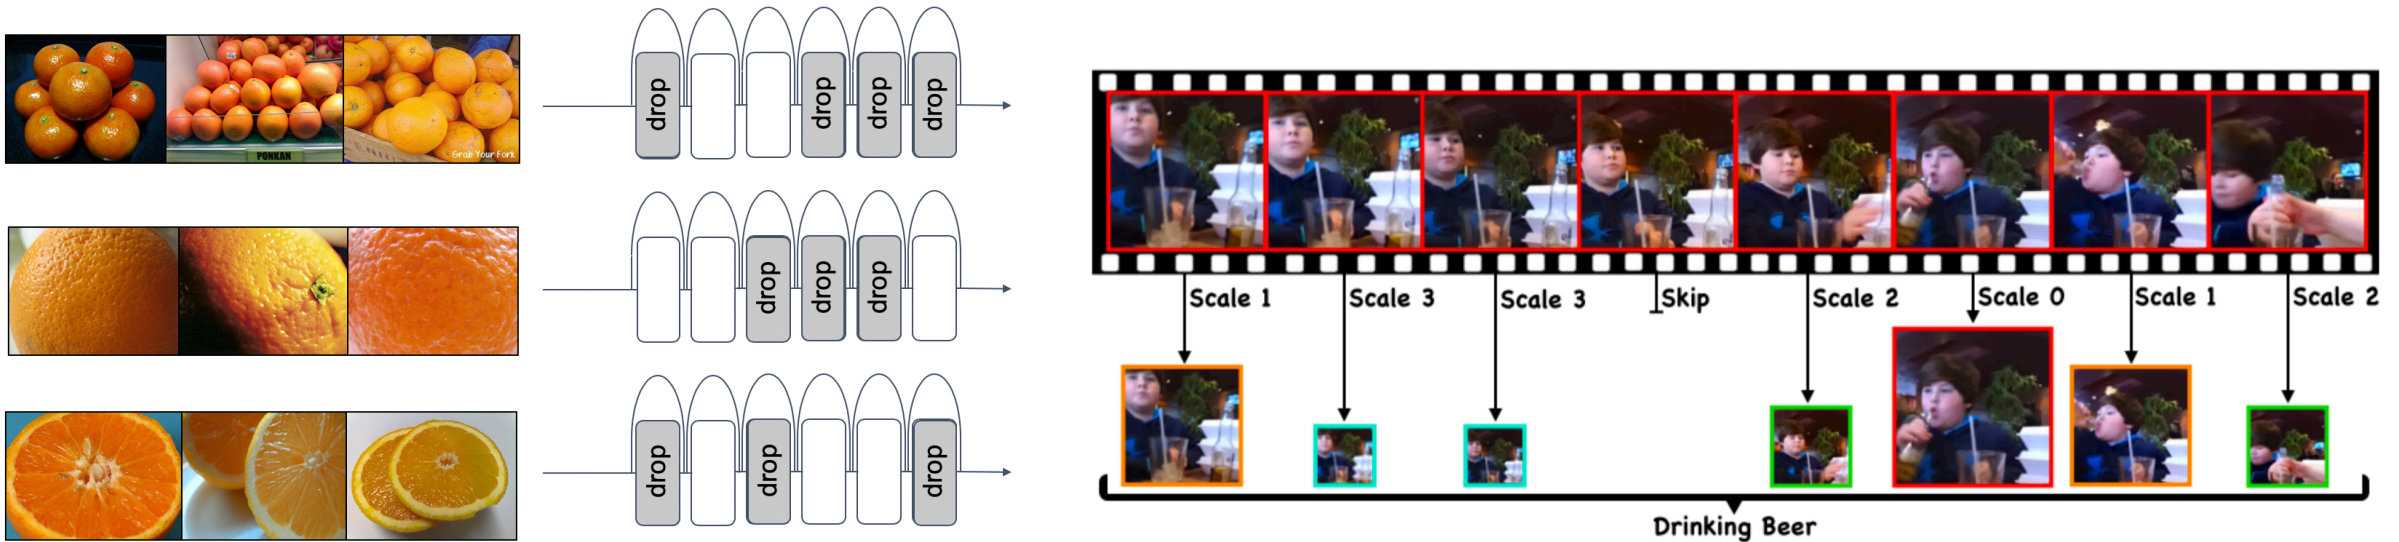 PONKAN
Grab Your Fork
drop
drop
drop
drop
drop
drop
drop
drop
drop
drop
Scale 1
Scale 3
Scale 3
Skip
Scale 2
Scale 0
Scale 1
Scale 2
Drinking Beer